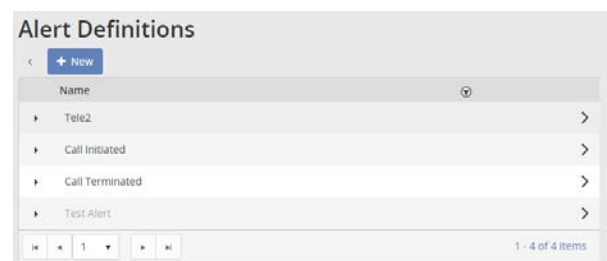 Alert Definitions
+ New
Name
Tele2
Call Initiated
Call Terminated
Test Alert
1
1 - 4 of 4 items